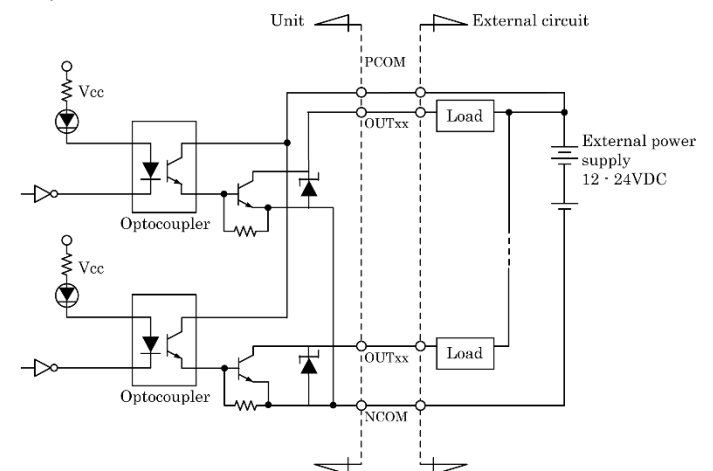 Unit
External circuit
PCOM
Vcc
OUTxx
Load
External power
supply
12 - 24VDC
Optocoupler
Vcc
OUTxx
Load
Optocoupler
NCOM